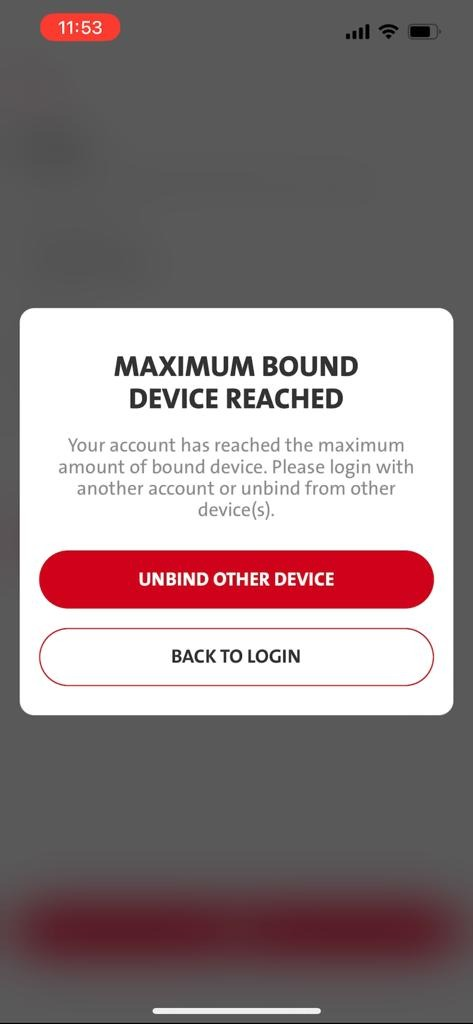 11:53
MAXIMUM BOUND
DEVICE REACHED
Your account has reached the maximum
amount of bound device. Please login with
another account or unbind from other
device(s).
UNBIND OTHER DEVICE
BACK TO LOGIN